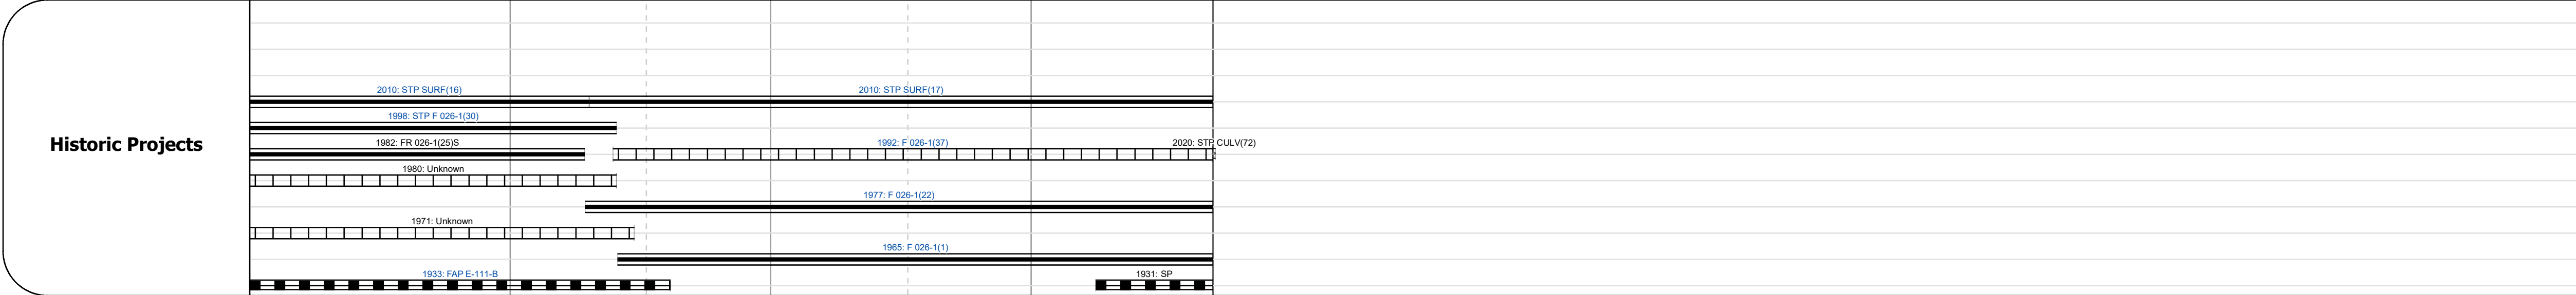 Historic Projects
2010: STP SURF(16)
2010: STP SURF(17)
1998: STP F 026-1(30)
1982: FR 026-1(25)S
1992: F 026-1(37)
2020: STP CULV(72)
1980: Unknown
1977: F 026-1(22)
1971: Unknown
1965: F 026-1(1)
1933: FAP E-111-B
1931: SP